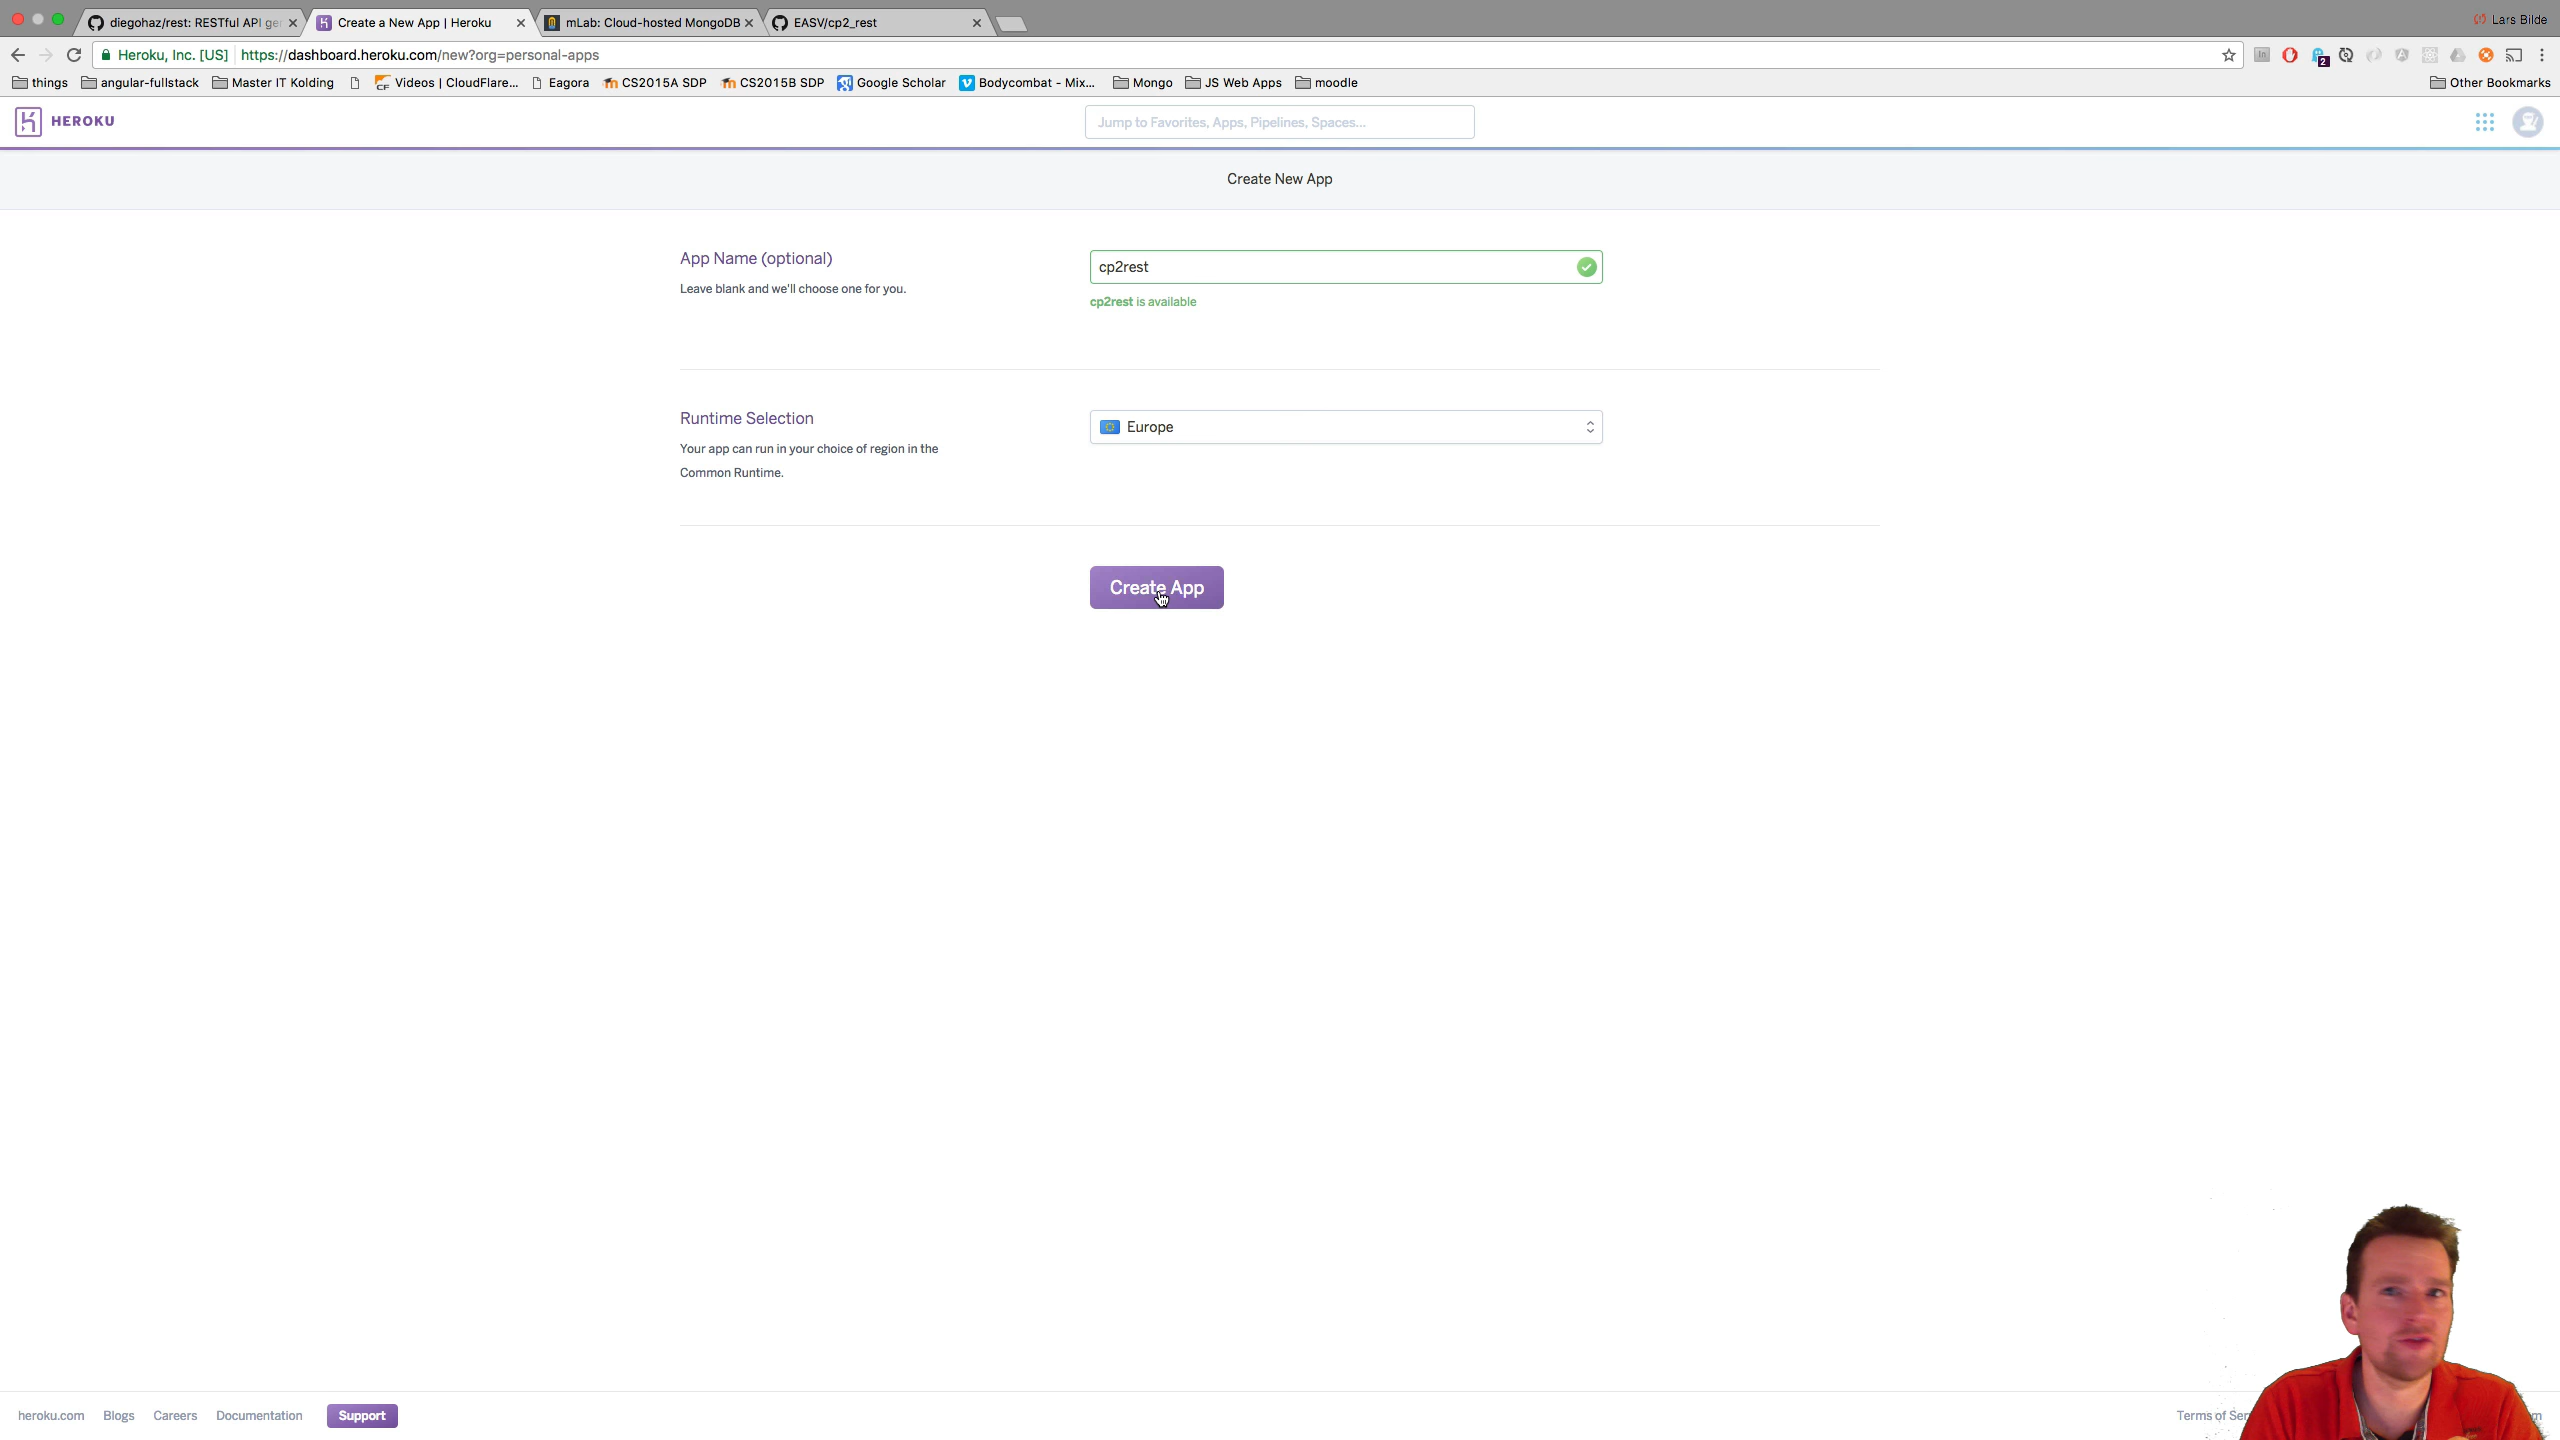 diegohaz/rest: RESTful API ge
Create a New App | Heroku
mLab: Cloud-hosted MongoDB
EASV/cp2_rest
Lars Bilde
Heroku, Inc. [US]
https://dashboard.heroku.com/new?org=personal-apps
2
things
angular-fullstack
Master IT Kolding
Videos | CloudFlare...
Eagora
CS2015A SDP
CS2015B SDP
Google Scholar
Bodycombat - Mix...
Mongo
JS Web Apps
moodle
Other Bookmarks
HEROKU
Jump to Favorites, Apps, Pipelines, Spaces...
Create New App
App Name (optional)
Leave blank and we'll choose one for you.
cp2rest
cp2rest is available
Runtime Selection
Your app can run in your choice of region in the
Common Runtime.
Europe
Create App
heroku.com
Blogs
Careers
Documentation
Support
Terms of Ser